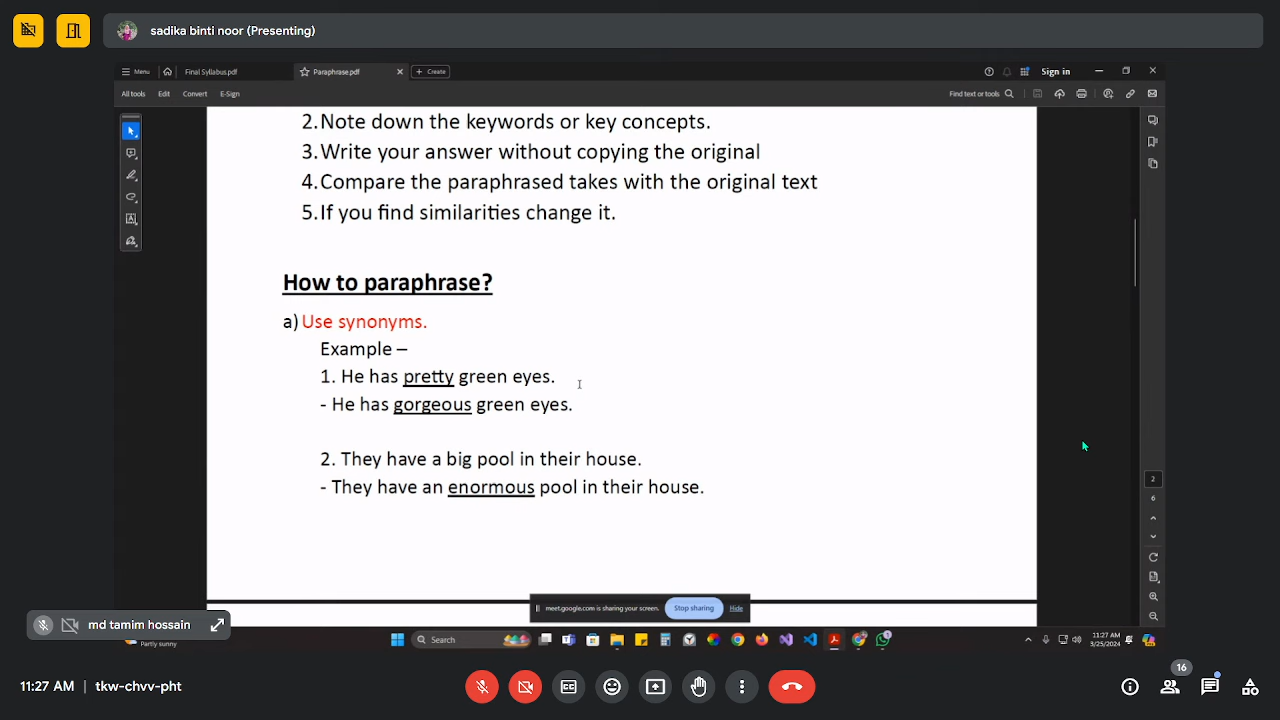 sadika binti noor (Presenting)
Menu
Final Syllabus.pdf
Paraphrase.pdf
Create
Sign in
All tools
Edit
Convert
E-Sign
Find text or tools
2.Note down the keywords or key concepts.
3.Write your answer without copying the original
4.Compare the paraphrased takes with the original text
5.If you find similarities change it.
How to paraphrase?
a) Use synonyms.
Example –
1. He has pretty green eyes.
- He has gorgeous green eyes.
2. They have a big pool in their house.
- They have an enormous pool in their house.
2
6
meet.google.com is sharing your screen.
Stop sharing
Hide
md tamim hossain
Partly sunny
Search
11:27 AM
3/25/2024
11:27 AM | tkw-chvv-pht
16